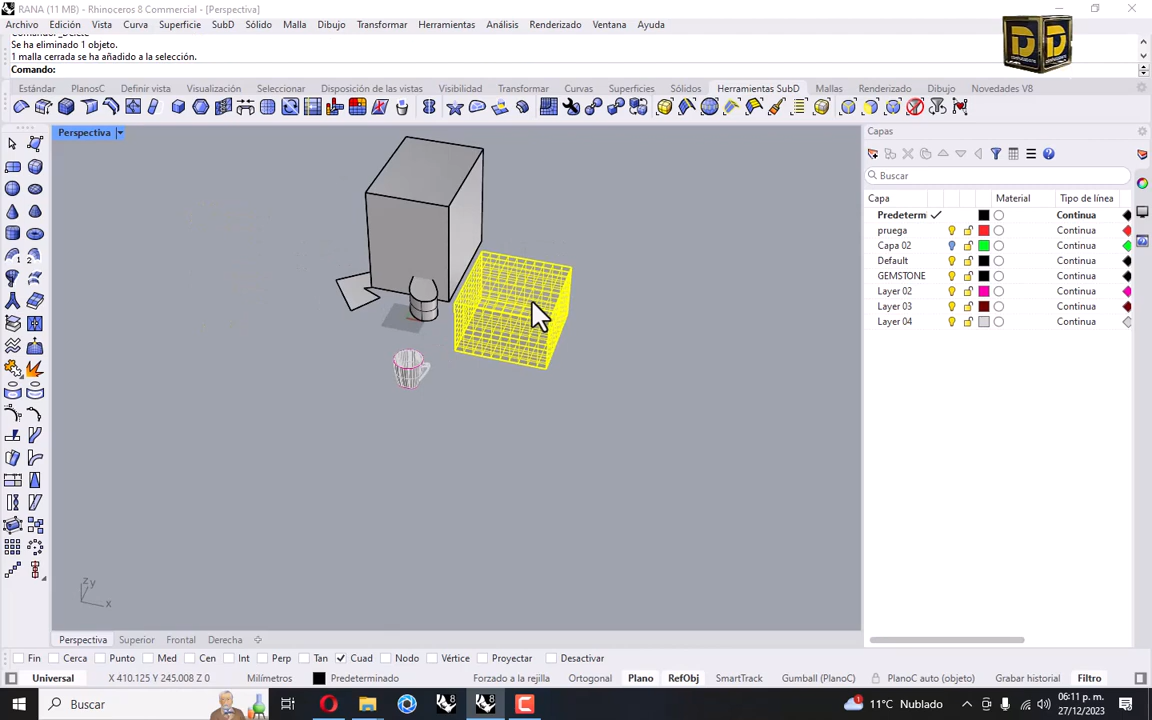 RANA (11 MB) - Rhinoceros 8 Commercial - [Perspectiva]
Archivo Edición Vista Curva Superficie SubD Sólido Malla Dibujo Transformar Herramientas Análisis Renderizado Ventana Ayuda
Se ha eliminado 1 objeto.
1 malla cerrada se ha añadido a la selección.
Comando:
Estándar PlanosC Definir vista Visualización Seleccionar Disposición de las vistas Visibilidad Transformar Curvas Superficies Sólidos Herramientas SubD Mallas Renderizado Dibujo Novedades V8
Perspectiva
Capas
Buscar
Capa Material Tipo de línea
Predeterm Continua
pruega Continua
Capa 02 Continua
Default Continua
GEMSTONE Continua
Layer 02 Continua
Layer 03 Continua
Layer 04 Continua
z y
x
Perspectiva Superior Frontal Derecha
Fin Cerca Punto Med Cen Int Perp Tan Cuad Nodo Vértice Proyectar Desactivar
Universal X 410.125 Y 245.008 Z 0 Milímetros Predeterminado Forzado a la rejilla Ortogonal Plano RefObj SmartTrack Gumball (PlanoC) PlanoC auto (objeto) Grabar historial Filtro
Buscar 11°C Nublado 06:11 p. m.
27/12/2023